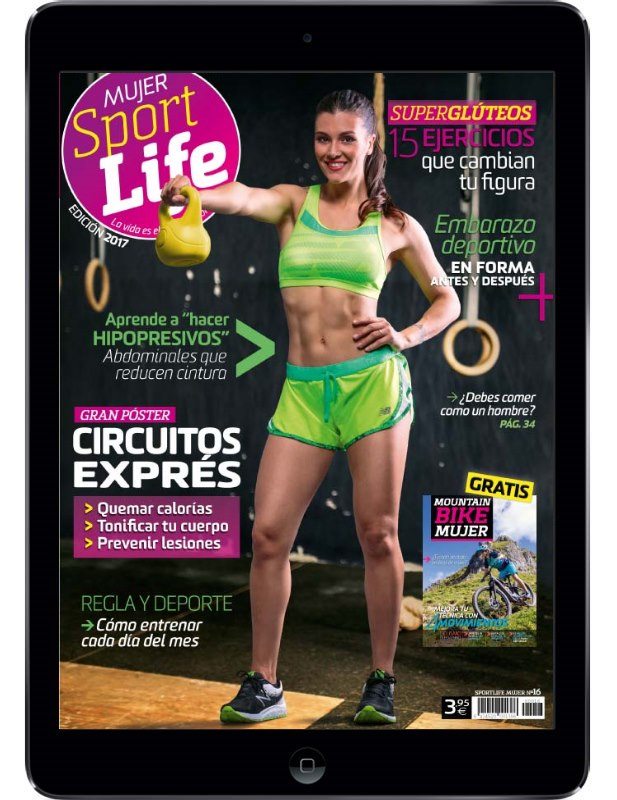 MUJER
Sport
Life
La vida es
EDICIÓN 2017
SUPERGLÚTEOS
15 EJERCICIOS
que cambian
tu figura
Embarazo
deportivo
EN FORMA
ANTES Y DESPUÉS
+
Aprende a “hacer
HIPOPRESIVOS”
Abdominales que
reducen cintura
>
→ ¿Debes comer
como un hombre?
PÁG. 34
GRAN PÓSTER
CIRCUITOS
EXPRÉS
> Quemar calorías
> Tonificar tu cuerpo
> Prevenir lesiones
GRATIS
MOUNTAIN
BIKE
MUJER
MEJORA TU
TÉCNICA CON
4 MOVIMIENTOS
REGLA Y DEPORTE
→ Cómo entrenar
cada día del mes
SPORTLIFE MUJER Nº16
3,95
€